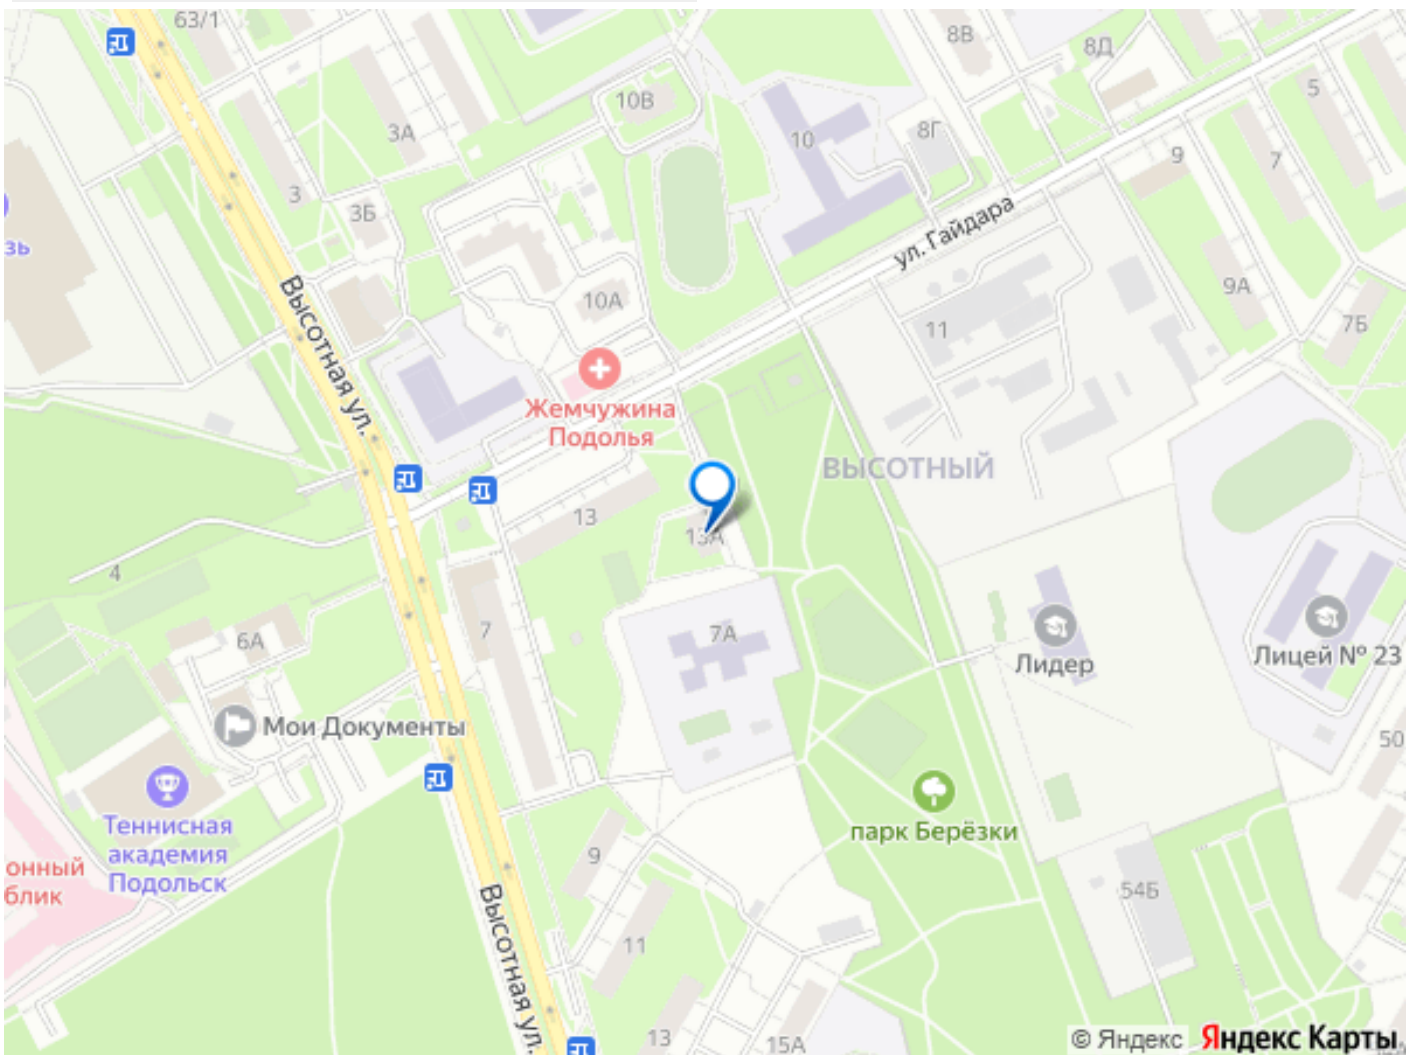 63/1
8В
8Д
10В
5
3А
10
8Г
9
7
3
3Б
ул. Гайдара
зь
Высотная ул.
10А
9А
11
7Б
Жемчужина
Подолья
ВЫСОТНЫЙ
13
13А
4
7
6А
7А
Лидер
Лицей № 23
Мои Документы
50
Теннисная
академия
Подольск
парк Берёзки
онный
блик
9
54Б
Высотная ул.
11
13
15А
© Яндекс Яндекс Карты